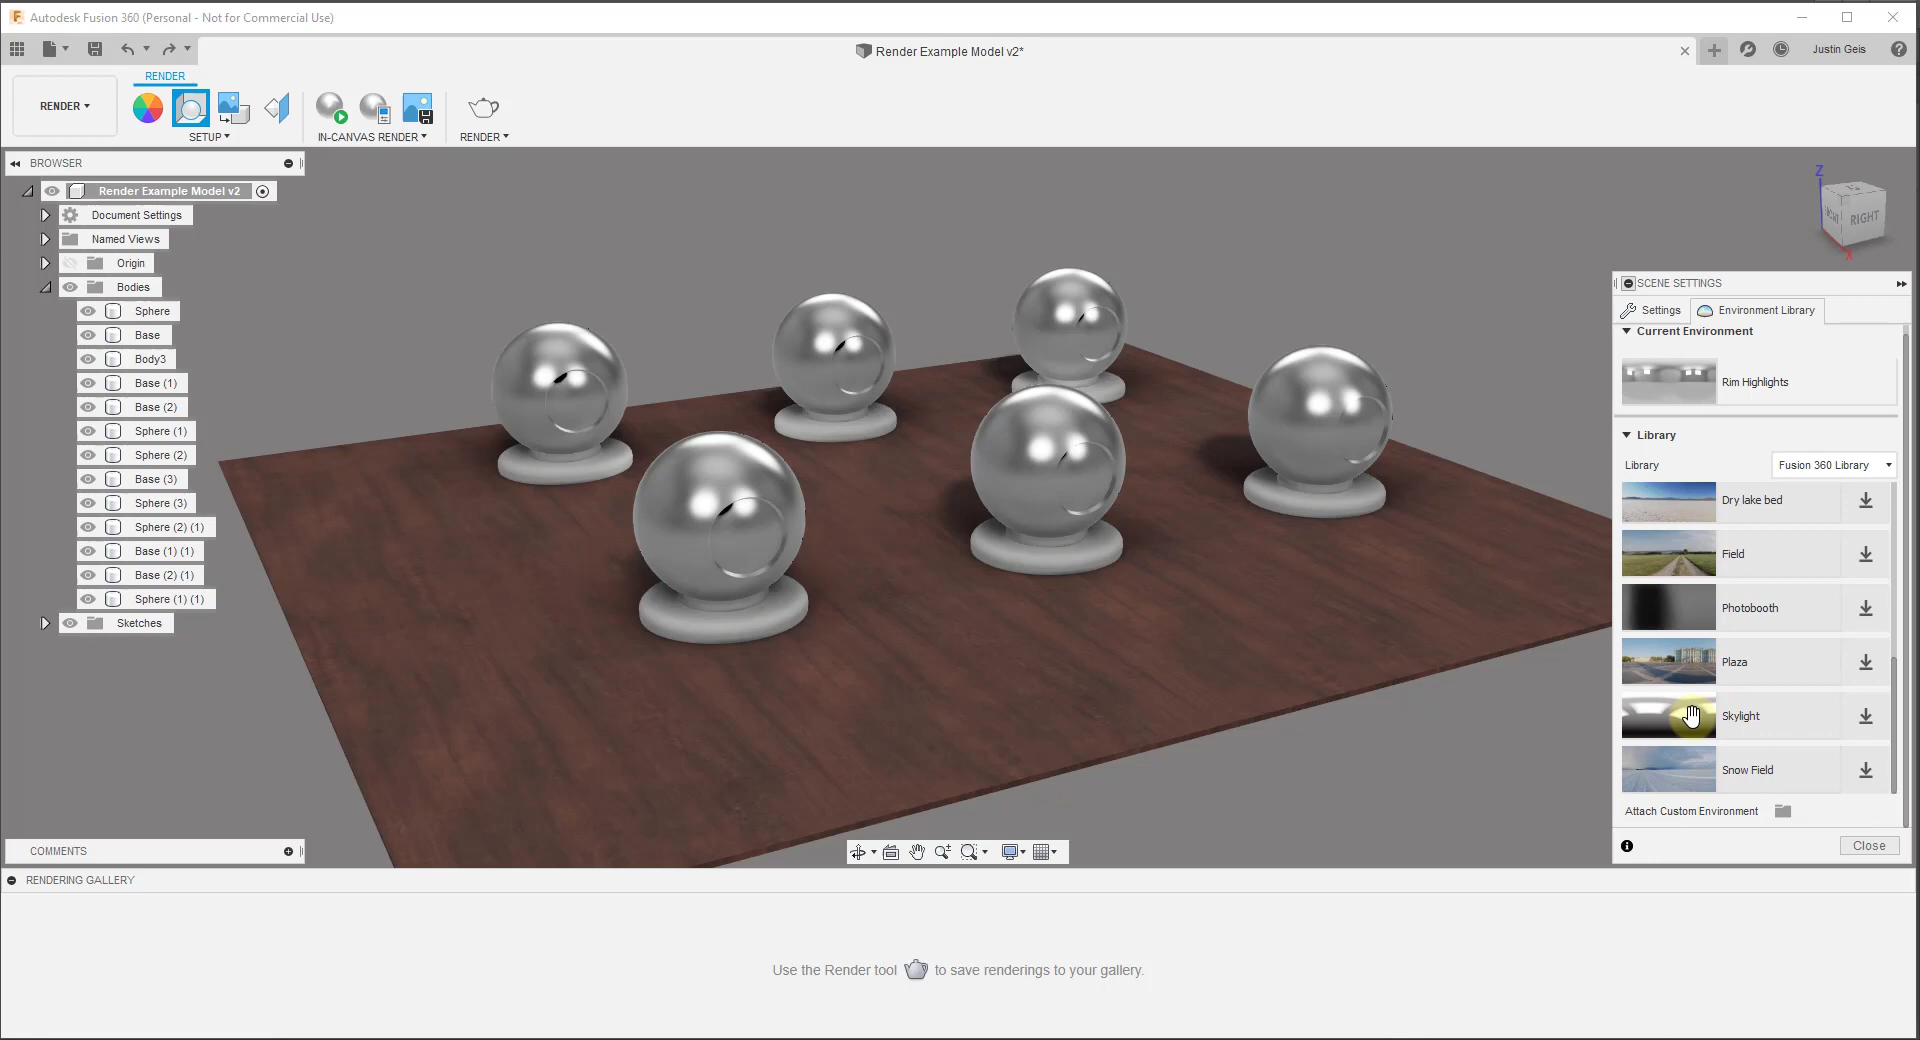 Autodesk Fusion 360 (Personal - Not for Commercial Use)
Render Example Model v2*
Justin Geis
RENDER
RENDER
SETUP
IN-CANVAS RENDER
RENDER
BROWSER
Render Example Model v2
Document Settings
Named Views
Origin
Bodies
Sphere
Base
Body3
Base (1)
Base (2)
Sphere (1)
Sphere (2)
Base (3)
Sphere (3)
Sphere (2) (1)
Base (1) (1)
Base (2) (1)
Sphere (1) (1)
Sketches
Z
RIGHT
X
SCENE SETTINGS
Settings
Environment Library
Current Environment
Rim Highlights
Library
Library
Fusion 360 Library
Dry lake bed
Field
Photobooth
Plaza
Skylight
Snow Field
Attach Custom Environment
Close
COMMENTS
RENDERING GALLERY
Use the Render tool to save renderings to your gallery.